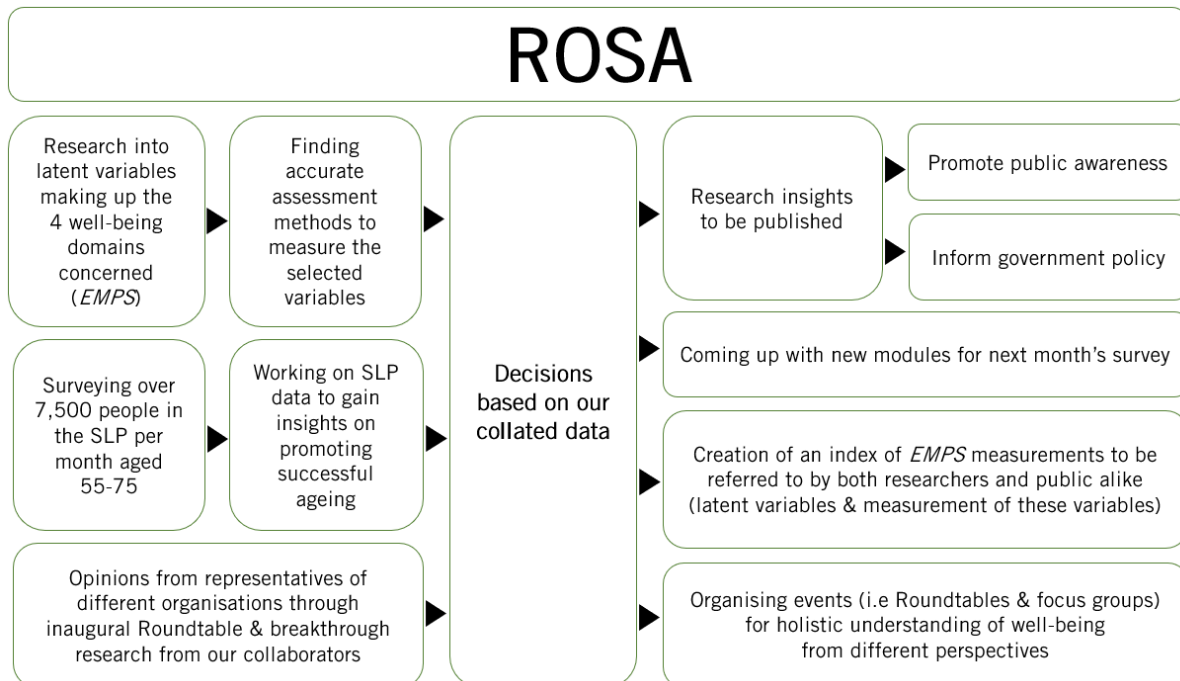 ROSA
Research into
latent variables
making up the
4 well-being
domains
concerned
(EMPS)
Finding
accurate
assessment
methods to
measure the
selected
variables
Surveying over
7,500 people in
the SLP per
month aged
55-75
Working on SLP
data to gain
insights on
promoting
successful
ageing
Opinions from representatives of
different organisations through
inaugural Roundtable & breakthrough
research from our collaborators
Decisions
based on our
collated data
Research insights
to be published
Promote public awareness
Inform government policy
Coming up with new modules for next month's survey
Creation of an index of EMPS measurements to be
referred to by both researchers and public alike
(latent variables & measurement of these variables)
Organising events (i.e Roundtables & focus groups)
for holistic understanding of well-being
from different perspectives